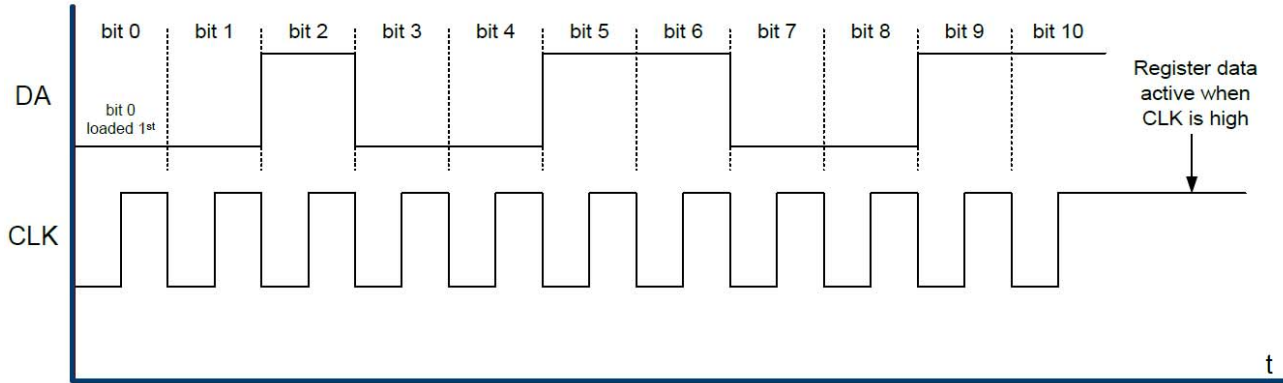 bit 0 bit 1 bit 2 bit 3 bit 4 bit 5 bit 6 bit 7 bit 8 bit 9 bit 10
DA
bit 0
loaded 1st
Register data
active when
CLK is high
CLK
t